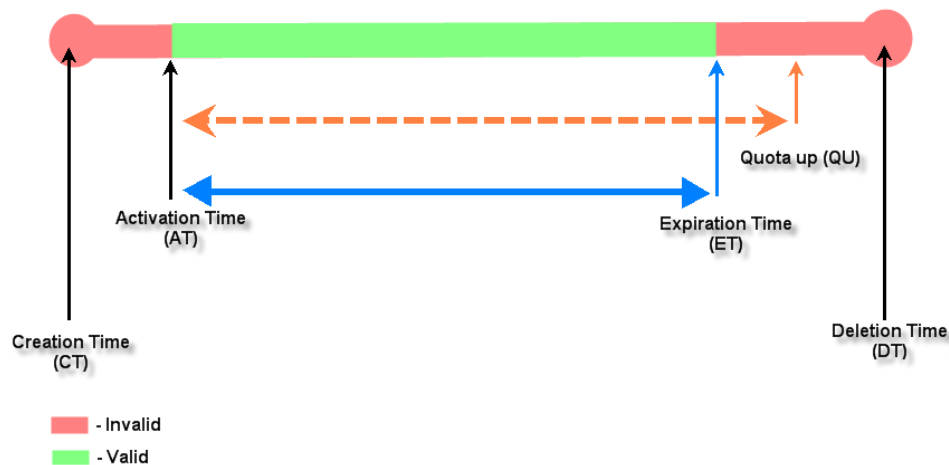 Quota up (QU)
Activation Time
(AT)
Expiration Time
(ET)
Creation Time
(CT)
Deletion Time
(DT)
- Invalid
- Valid